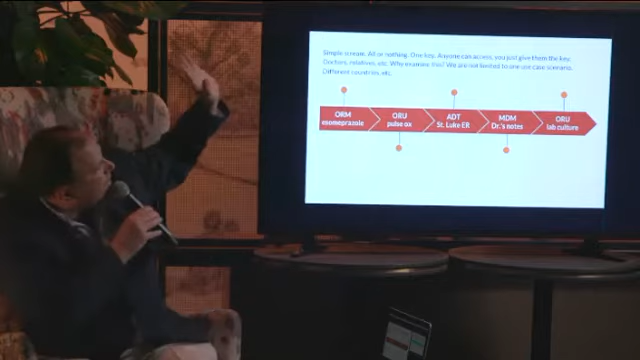 Simple stream. All or nothing. One key. Anyone can access, you just give them the key.
Doctors, relatives, etc. Why examine this? We are not limited to one use case scenario.
Different countries, etc.
ORM
esomeprazole
ORU
pulse ox
ADT
St. Luke ER
MDM
Dr.'s notes
ORU
lab culture